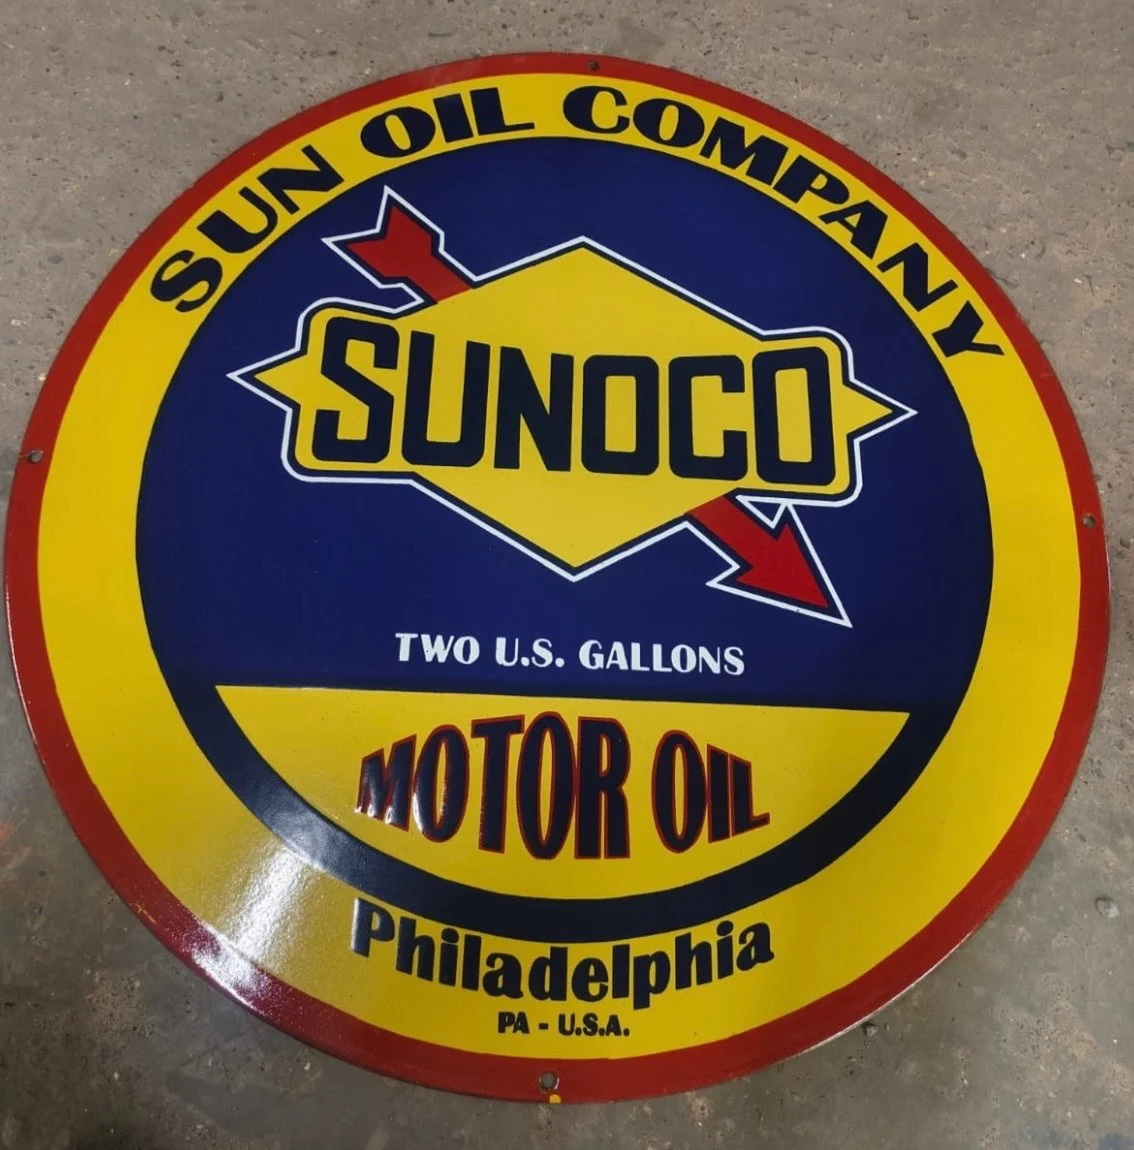 SUN OIL COMPANY
SUNOCO
TWO U.S. GALLONS
MOTOR OIL
Philadelphia
PA - U.S.A.